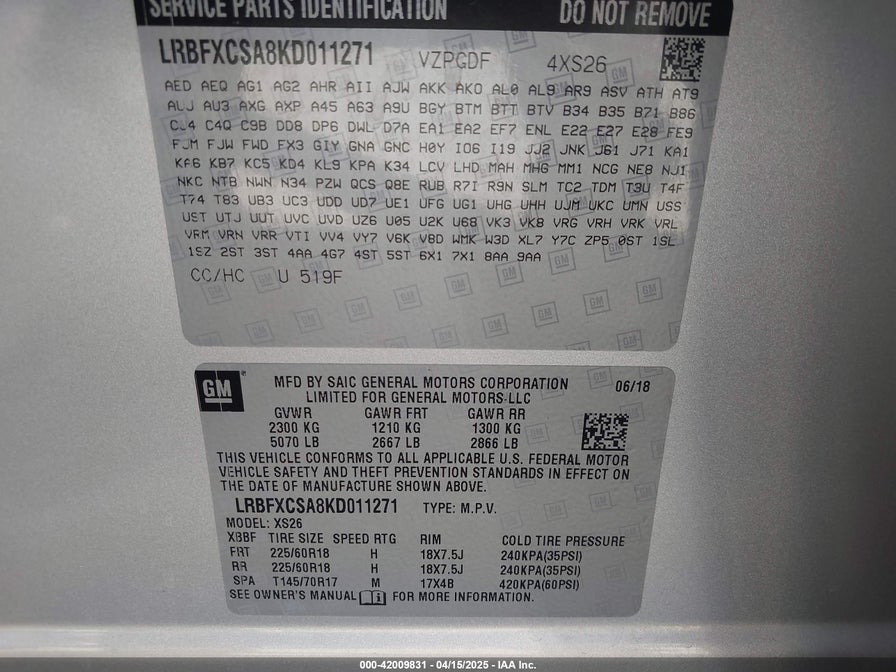 SERVICE PARTS IDENTIFICATION DO NOT REMOVE
LRBFXCSA8KD011271 VZPGDF 4XS26
AED AEQ AG1 AG2 AHR AII AJW AKK AKO AL0 AL9 AR9 ASV ATH AT9
ALJ AU3 AXG AXP A45 A63 A9U BGY BTM BTT BTV B34 B35 B71 B86
CJ4 C4Q C9B DD8 DP6 DWL D7A EA1 EA2 EF7 ENL E22 E27 E28 FE9
FJM FJW FWD FX3 GIY GNA GNC H0Y IO6 I19 JJ2 JNK J61 J71 KA1
KA6 KB7 KC5 KD4 KL9 KPA K34 LCV LHD MAH MHG MM1 NCG NE8 NJ1
NKC NTB NWN N34 PZW QCS Q8E RUB R7I R9N SLM TC2 TDM T3U T4F
T74 T83 UB3 UC3 UDD UD7 UE1 UFG UG1 UHG UHH UJM UKC UMN USS
UST UTJ UUT UVC UVD UZ6 U05 U2K U68 VK3 VK8 VRG VRH VRK VRL
VRM VRN VRR VTI VV4 VY7 V6K V8D WMK W3D XL7 Y7C ZP5 0ST 1SL
1SZ 2ST 3ST 4AA 4G7 4ST 5ST 6X1 7X1 8AA 9AA
CC/HC U 519F
GM MFD BY SAIC GENERAL MOTORS CORPORATION 06/18
LIMITED FOR GENERAL MOTORS LLC
GVWR GAWR FRT GAWR RR
2300 KG 1210 KG 1300 KG
5070 LB 2667 LB 2866 LB
THIS VEHICLE CONFORMS TO ALL APPLICABLE U.S. FEDERAL MOTOR
VEHICLE SAFETY AND THEFT PREVENTION STANDARDS IN EFFECT ON
THE DATE OF MANUFACTURE SHOWN ABOVE.
LRBFXCSA8KD011271 TYPE: M.P.V.
MODEL: XS26
XBBF TIRE SIZE SPEED RTG RIM COLD TIRE PRESSURE
FRT 225/60R18 H 18X7.5J 240KPA(35PSI)
RR 225/60R18 H 18X7.5J 240KPA(35PSI)
SPA T145/70R17 M 17X4B 420KPA(60PSI)
SEE OWNER'S MANUAL FOR MORE INFORMATION.
000-42009831 - 04/15/2025 - IAA Inc.